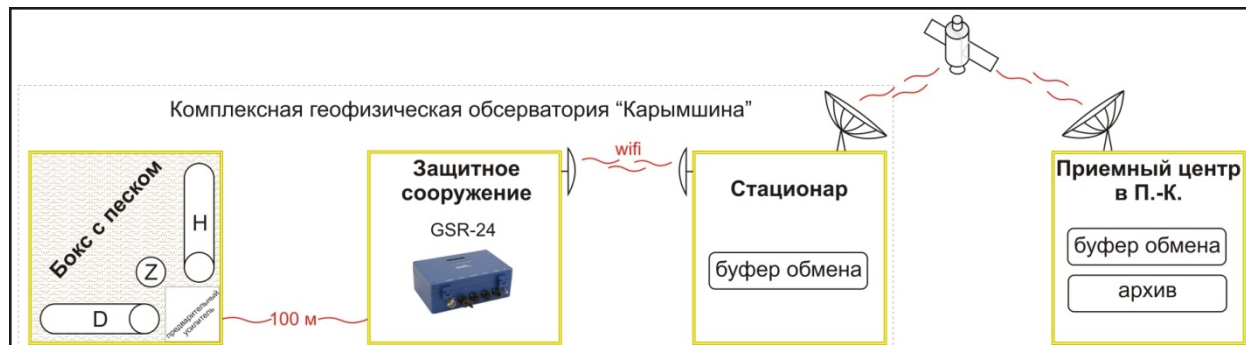 Комплексная геофизическая обсерватория “Карымшина”
Бокс с песком
H
Z
D
предварительный
усилитель
100 м
Защитное
сооружение
GSR-24
wifi
Стационар
буфер обмена
Приемный центр
в П.-К.
буфер обмена
архив